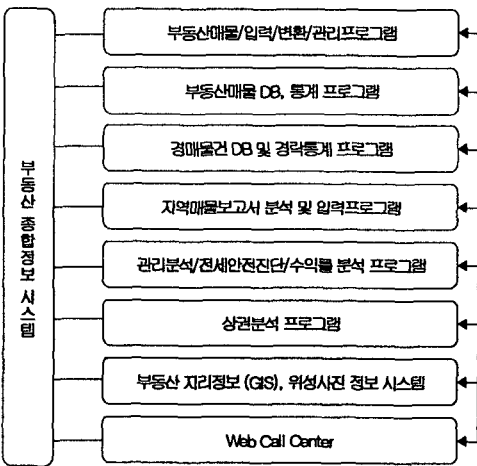 부동산 종합정보 시스템
부동산매물/입력/변환/관리프로그램
부동산매물 DB, 통계 프로그램
경매물건 DB 및 경락통계 프로그램
지역매물보고서 분석 및 입력프로그램
관리분석/전세안전진단/수익률 분석 프로그램
상권분석 프로그램
부동산 지리정보 (GIS), 위성사진 정보 시스템
Web Call Center